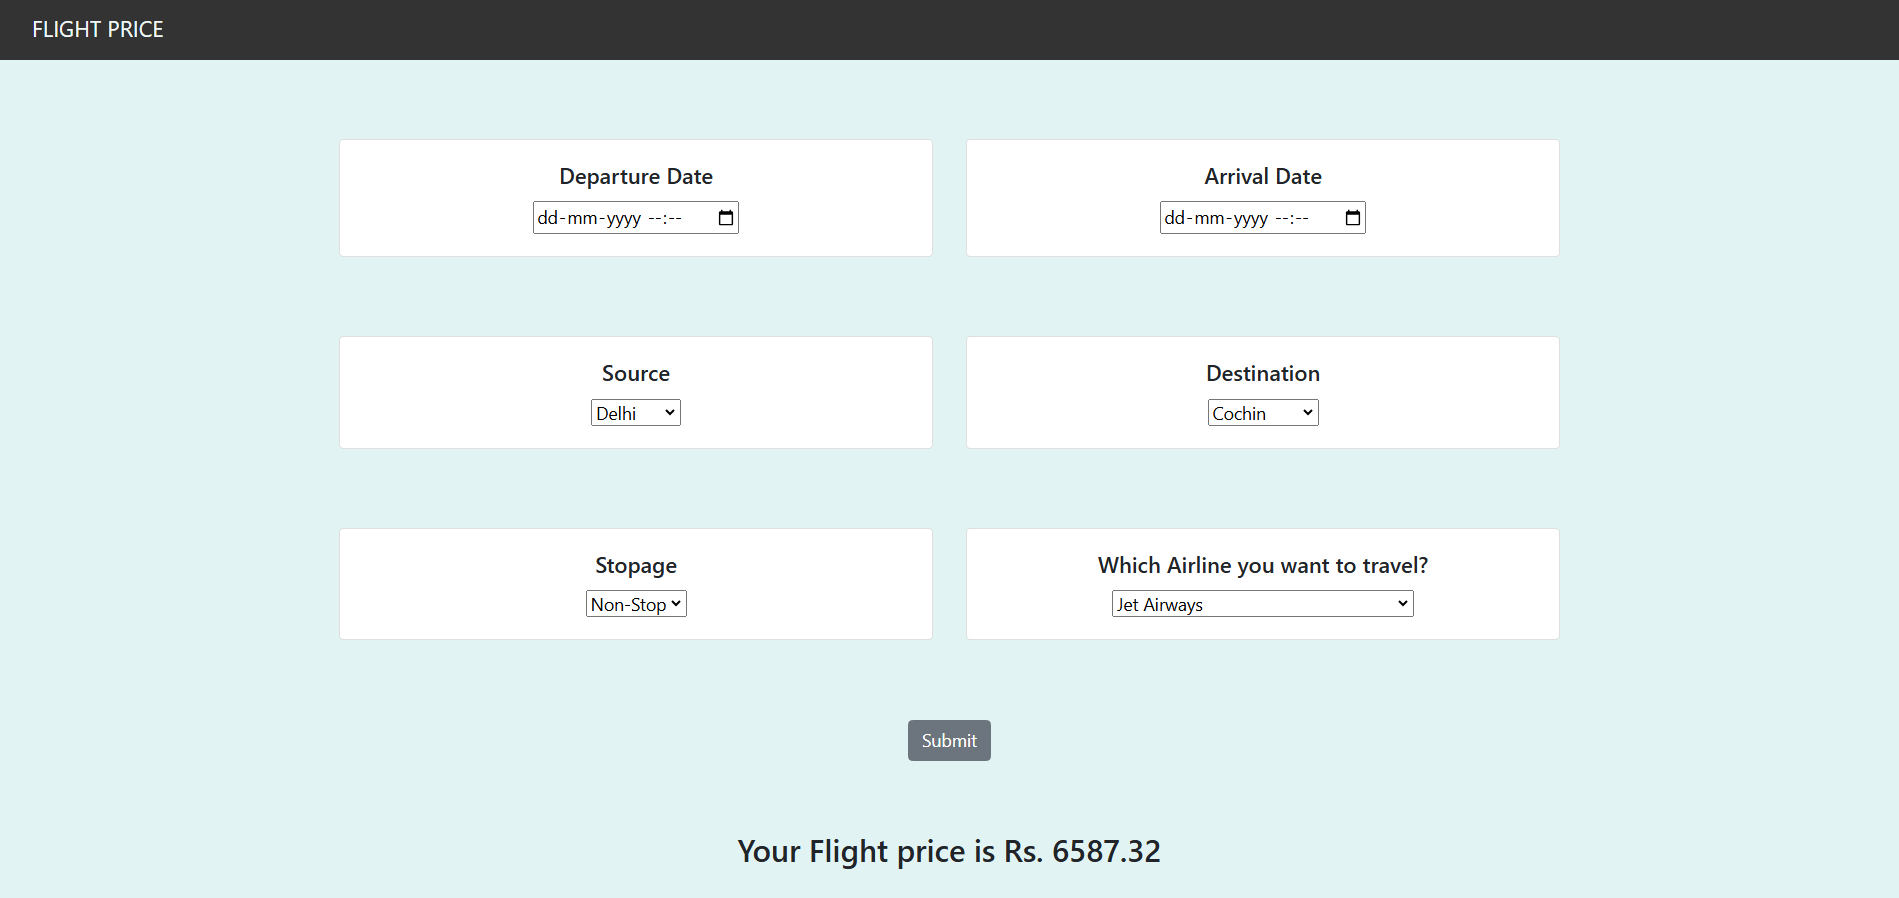 FLIGHT PRICE
Departure Date
dd-mm-yyyy --:--
Arrival Date
dd-mm-yyyy --:--
Source
Delhi
Destination
Cochin
Stopage
Non-Stop
Which Airline you want to travel?
Jet Airways
Submit
Your Flight price is Rs. 6587.32